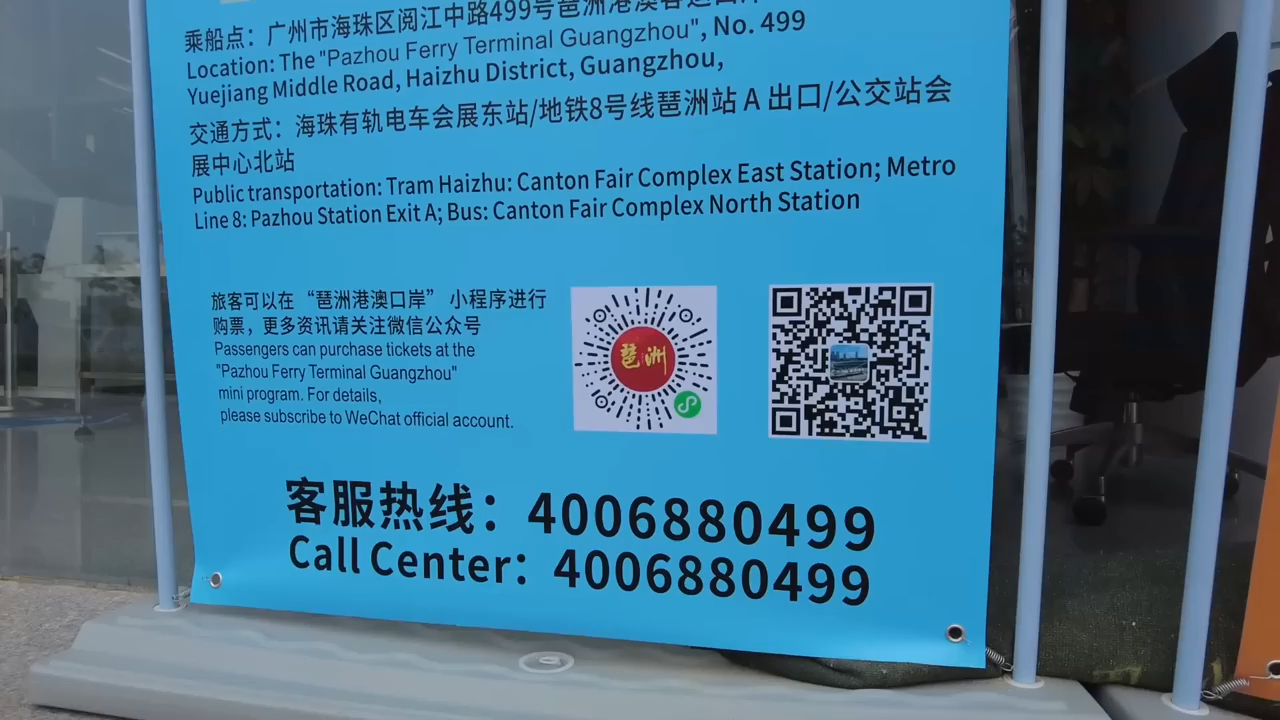 乘船点：广州市海珠区阅江中路499号琶洲港澳客运口岸
Location: The "Pazhou Ferry Terminal Guangzhou", No. 499
Yuejiang Middle Road, Haizhu District, Guangzhou,
交通方式：海珠有轨电车会展东站/地铁8号线琶洲站 A 出口/公交站会
展中心北站
Public transportation: Tram Haizhu: Canton Fair Complex East Station; Metro
Line 8: Pazhou Station Exit A; Bus: Canton Fair Complex North Station
旅客可以在 “琶洲港澳口岸” 小程序进行
购票，更多资讯请关注微信公众号
Passengers can purchase tickets at the
"Pazhou Ferry Terminal Guangzhou"
mini program. For details,
please subscribe to WeChat official account.
琶洲
客服热线：4006880499
Call Center: 4006880499